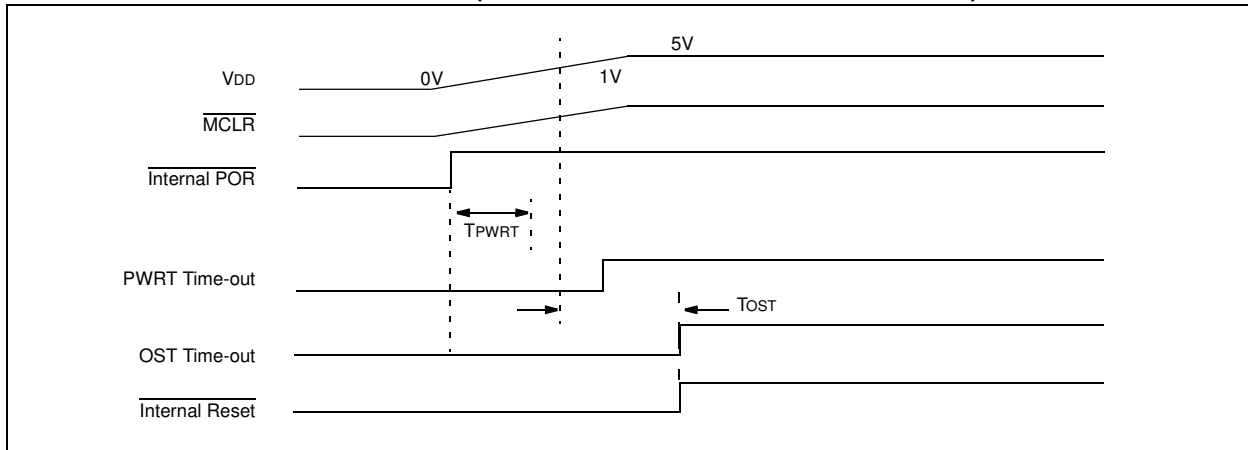 5V
VDD
0V
1V
MCLR
Internal POR
TPWRT
PWRT Time-out
TOST
OST Time-out
Internal Reset